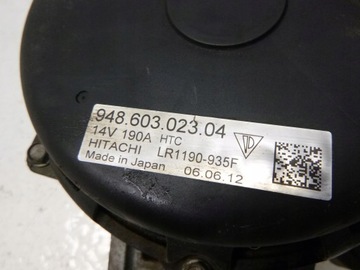 948.603.023.04
14V 190A HTC
HITACHI LR1190-935F
Made in Japan 06.06.12